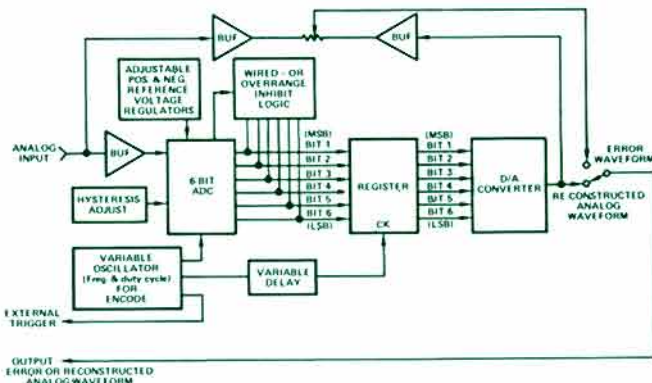 BUF
BUF
ADJUSTABLE
POS. & NEG.
REFERENCE
VOLTAGE
REGULATORS
WIRED - OR
OVERRANGE
INHIBIT
LOGIC
ANALOG
INPUT
BUF
6 BIT
ADC
(MSB)
BIT 1
BIT 2
BIT 3
BIT 4
BIT 5
BIT 6
(LSB)
REGISTER
CK
(MSB)
BIT 1
BIT 2
BIT 3
BIT 4
BIT 5
BIT 6
(LSB)
D/A
CONVERTER
ERROR
WAVEFORM
RECONSTRUCTED
ANALOG
WAVEFORM
HYSTERESIS
ADJUST
VARIABLE
OSCILLATOR
(Freq. & duty cycle)
FOR
ENCODE
VARIABLE
DELAY
EXTERNAL
TRIGGER
OUTPUT
ERROR OR RECONSTRUCTED
ANALOG WAVEFORM